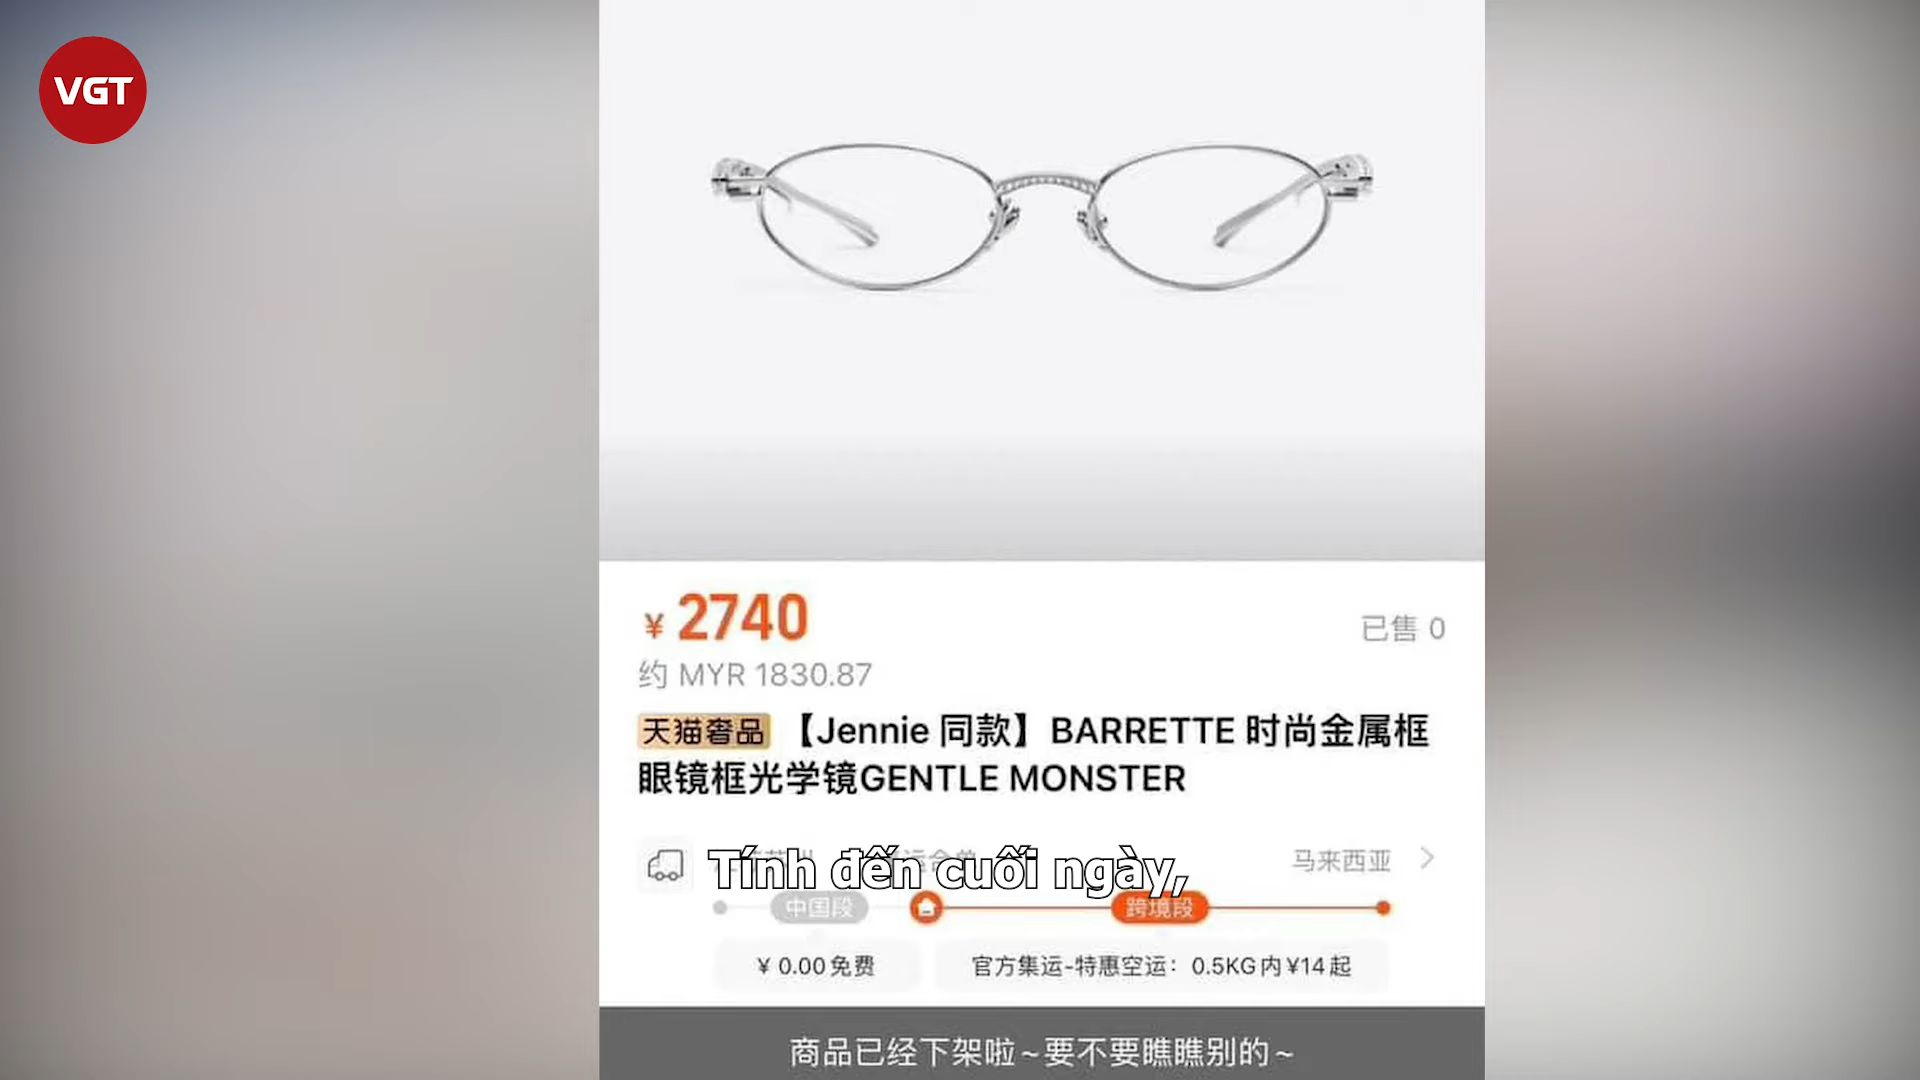 VGT
¥ 2740
已售 0
约 MYR 1830.87
天猫奢品 【Jennie 同款】BARRETTE 时尚金属框
眼镜框光学镜GENTLE MONSTER
马来西亚
Tính đến cuối ngày,
中国段
跨境段
¥ 0.00免费
官方集运-特惠空运：0.5KG内¥14起
商品已经下架啦~要不要瞧瞧别的~